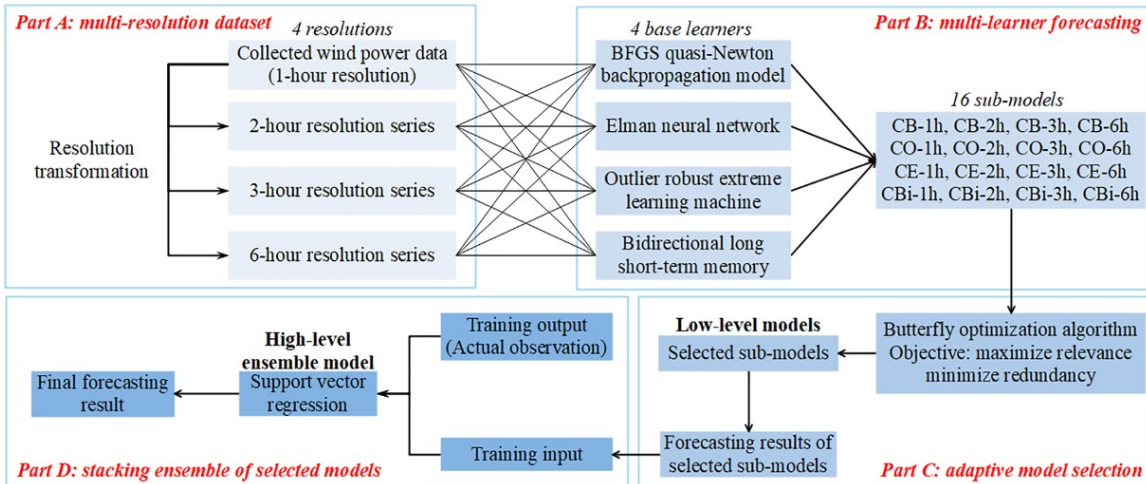 Part A: multi-resolution dataset
4 resolutions
Collected wind power data
(1-hour resolution)
2-hour resolution series
3-hour resolution series
6-hour resolution series
Resolution
transformation
Part B: multi-learner forecasting
4 base learners
BFGS quasi-Newton
backpropagation model
Elman neural network
Outlier robust extreme
learning machine
Bidirectional long
short-term memory
16 sub-models
CB-1h, CB-2h, CB-3h, CB-6h
CO-1h, CO-2h, CO-3h, CO-6h
CE-1h, CE-2h, CE-3h, CE-6h
CBi-1h, CBi-2h, CBi-3h, CBi-6h
Butterfly optimization algorithm
Objective: maximize relevance
minimize redundancy
Low-level models
Selected sub-models
Forecasting results of
selected sub-models
Part C: adaptive model selection
Training output
(Actual observation)
Training input
High-level
ensemble model
Support vector
regression
Final forecasting
result
Part D: stacking ensemble of selected models